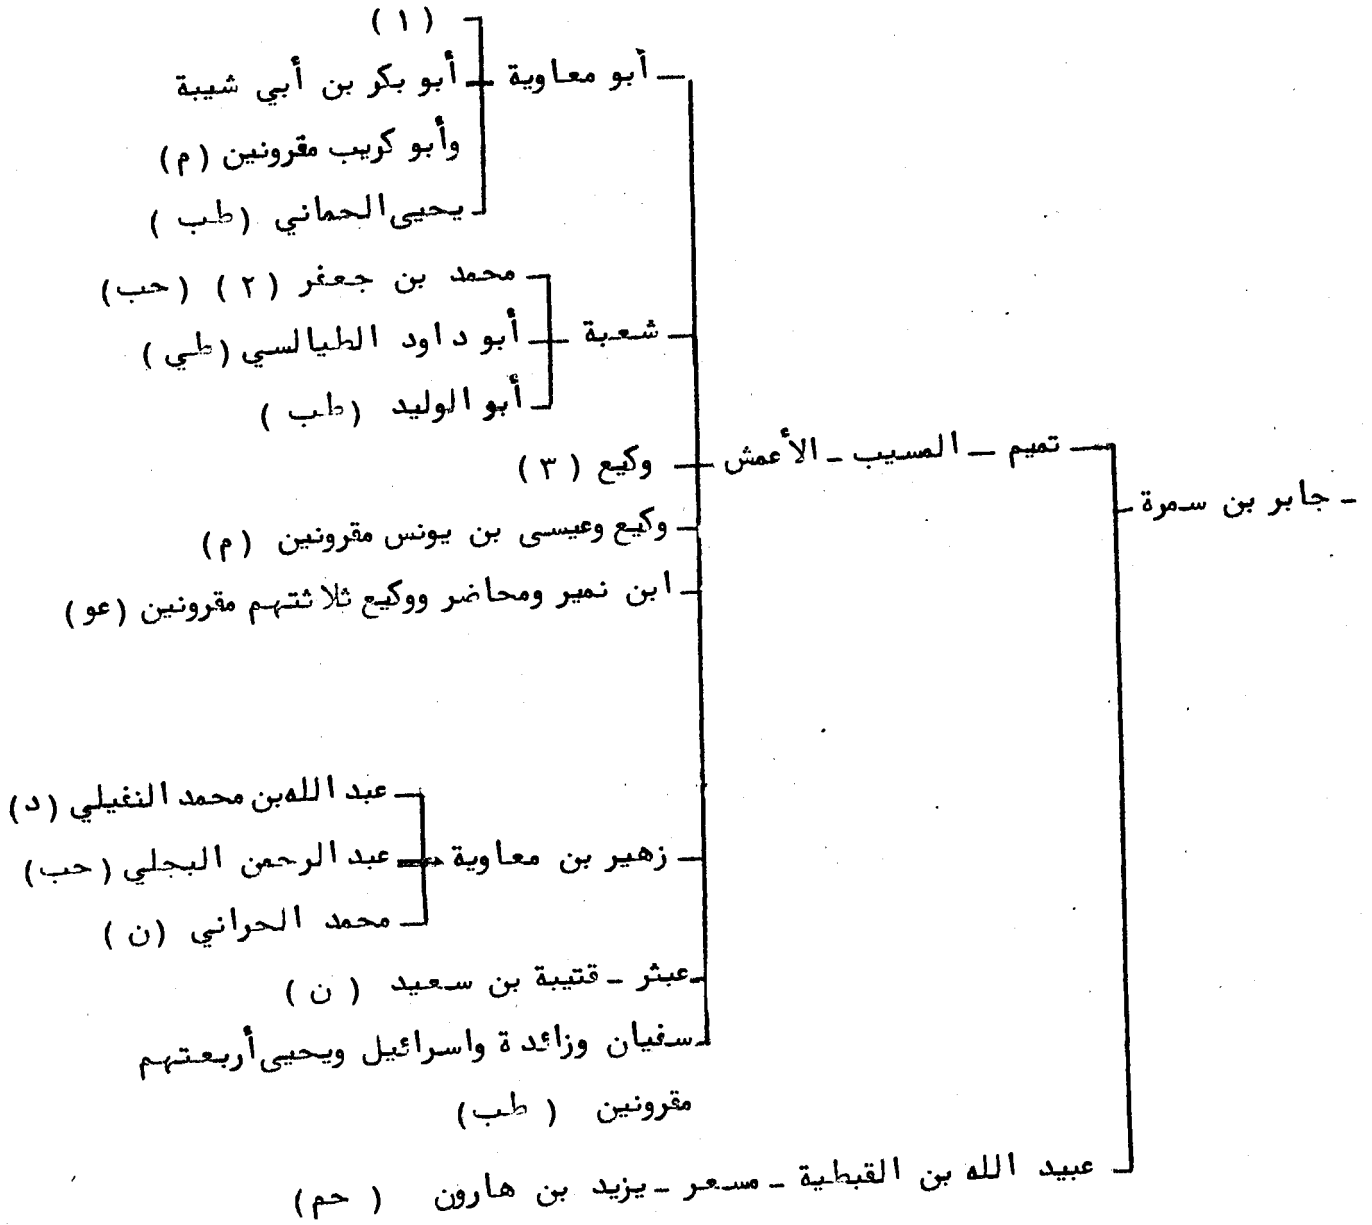 (١)
أبو معاوية أبو بكر بن أبي شيبة
وأبو كريب مقرونين (م)
يحيى الحماني (طب)
محمد بن جعفر (٢) (حب)
شعبة أبو داود الطيالسي (طي)
أبو الوليد (طب)
ـ جابر بن سمرة ـ تميم ـ المسيب ـ الأعمش ـ وكيع (٣)
وكيع وعيسى بن يونس مقرونين (م)
ابن نمير ومحاضر ووكيع ثلاثتهم مقرونين (عو)
عبد الله بن محمد النفيلي (د)
زهير بن معاوية عبد الرحمن البجلي (حب)
محمد الحراني (ن)
عبثر ـ قتيبة بن سعيد (ن)
سفيان وزائدة واسرائيل ويحيى أربعتهم
مقرونين (طب)
عبيد الله بن القبطية ـ مسعر ـ يزيد بن هارون (حم)